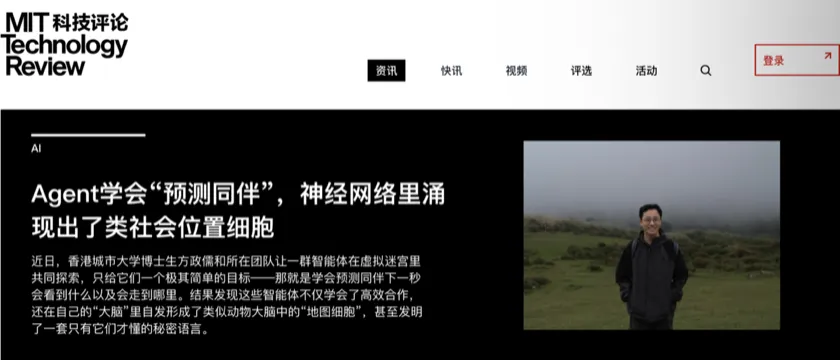 MIT 科技评论
Technology
Review
资讯
快讯
视频
评选
活动
登录
AI
Agent学会“预测同伴”，神经网络里涌
现出了类社会位置细胞
近日，香港城市大学博士生方政儒和所在团队让一群智能体在虚拟迷宫里
共同探索，只给它们一个极其简单的目标——那就是学会预测同伴下一秒
会看到什么以及会走到哪里。结果发现这些智能体不仅学会了高效合作，
还在自己的“大脑”里自发形成了类似动物大脑中的“地图细胞”，甚至发明
了一套只有它们才懂的秘密语言。